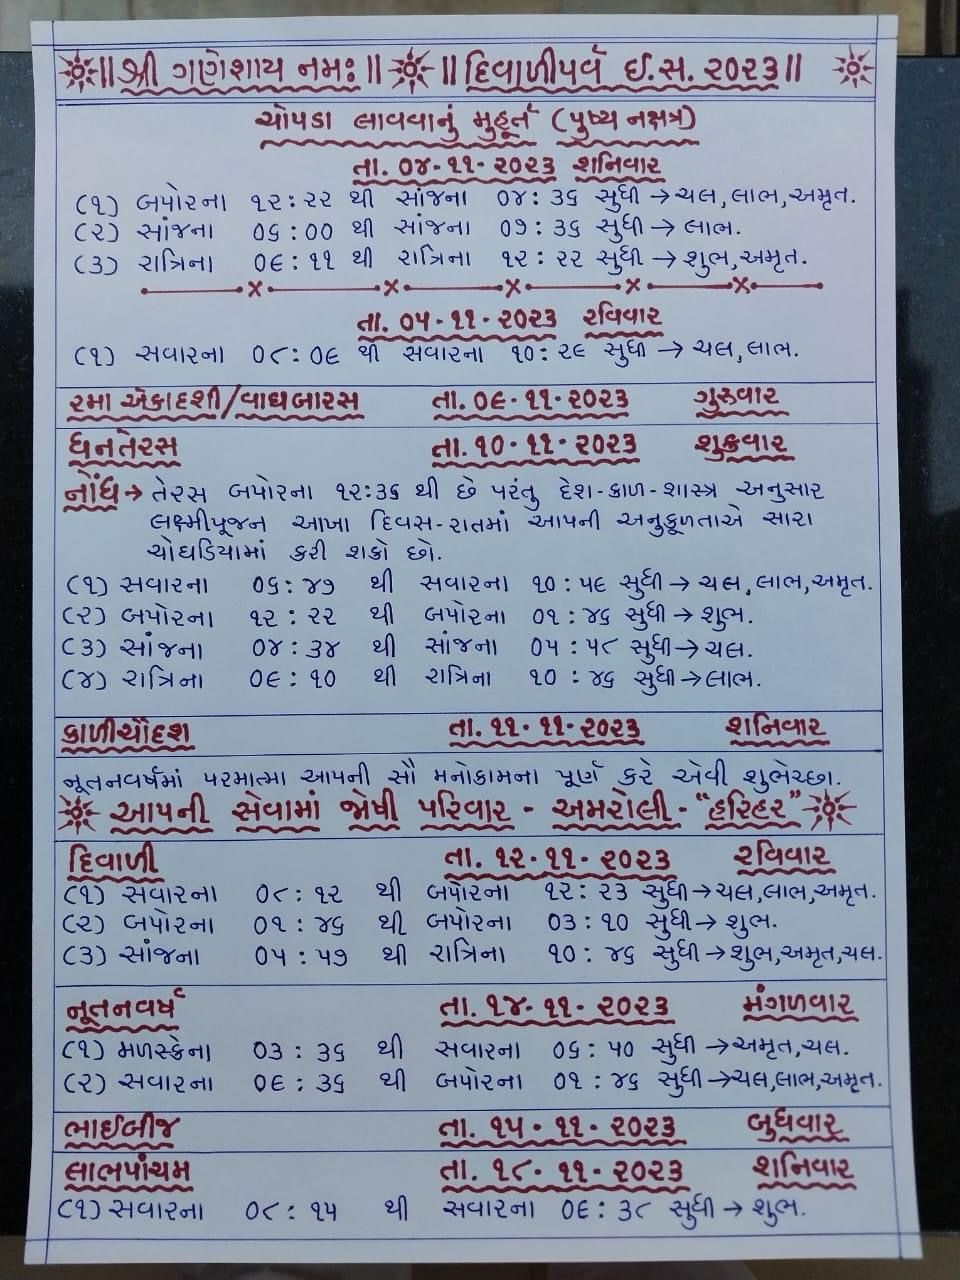 ॥ શ્રી ગણેશાય નમઃ ॥ ॥ દિવાળીપર્વ ઈ.સ. ૨૦૨૩ ॥
ચોપડા લાવવાનું મુહૂર્ત (પુષ્ય નક્ષત્ર)
તા. ૦૪-૧૧-૨૦૨૩ શનિવાર
(૧) બપોરના ૧૨:૨૨ થી સાંજના ૦૪:૩૬ સુધી → ચલ, લાભ, અમૃત.
(૨) સાંજના ૦૬:૦૦ થી સાંજના ૦૭:૩૬ સુધી → લાભ.
(૩) રાત્રિના ૦૯:૧૧ થી રાત્રિના ૧૨:૨૨ સુધી → શુભ, અમૃત.
તા. ૦૫-૧૧-૨૦૨૩ રવિવાર
(૧) સવારના ૦૮:૦૯ થી સવારના ૧૦:૨૯ સુધી → ચલ, લાભ.
રમા એકાદશી/વાઘબારસ તા. ૦૯-૧૧-૨૦૨૩ ગુરુવાર
ધનતેરસ તા. ૧૦-૧૧-૨૦૨૩ શુક્રવાર
નોંધ → તેરસ બપોરના ૧૨:૩૬ થી છે પરંતુ દેશ-કાળ-શાસ્ત્ર અનુસાર
લક્ષ્મીપૂજન આખા દિવસ-રાતમાં આપની અનુકૂળતાએ સારા
ચોઘડિયામાં કરી શકો છો.
(૧) સવારના ૦૬:૪૭ થી સવારના ૧૦:૫૯ સુધી → ચલ, લાભ, અમૃત.
(૨) બપોરના ૧૨:૨૨ થી બપોરના ૦૧:૪૬ સુધી → શુભ.
(૩) સાંજના ૦૪:૩૪ થી સાંજના ૦૫:૫૮ સુધી → ચલ.
(૪) રાત્રિના ૦૯:૧૦ થી રાત્રિના ૧૦:૪૬ સુધી → લાભ.
કાળીચૌદશ તા. ૧૧-૧૧-૨૦૨૩ શનિવાર
નૂતનવર્ષમાં પરમાત્મા આપની સૌ મનોકામના પૂર્ણ કરે એવી શુભેચ્છા.
આપની સેવામાં જોષી પરિવાર - અમરોલી - "હરિહર"
દિવાળી તા. ૧૨-૧૧-૨૦૨૩ રવિવાર
(૧) સવારના ૦૮:૧૨ થી બપોરના ૧૨:૨૩ સુધી → ચલ, લાભ, અમૃત.
(૨) બપોરના ૦૧:૪૬ થી બપોરના ૦૩:૧૦ સુધી → શુભ.
(૩) સાંજના ૦૫:૫૭ થી રાત્રિના ૧૦:૪૬ સુધી → શુભ, અમૃત, ચલ.
નૂતનવર્ષ તા. ૧૪-૧૧-૨૦૨૩ મંગળવાર
(૧) મળસ્કેના ૦૩:૩૬ થી સવારના ૦૬:૫૦ સુધી → અમૃત, ચલ.
(૨) સવારના ૦૯:૩૬ થી બપોરના ૦૧:૪૬ સુધી → ચલ, લાભ, અમૃત.
ભાઈબીજ તા. ૧૫-૧૧-૨૦૨૩ બુધવાર
લાભપાંચમ તા. ૧૮-૧૧-૨૦૨૩ શનિવાર
(૧) સવારના ૦૮:૧૫ થી સવારના ૦૯:૩૮ સુધી → શુભ.